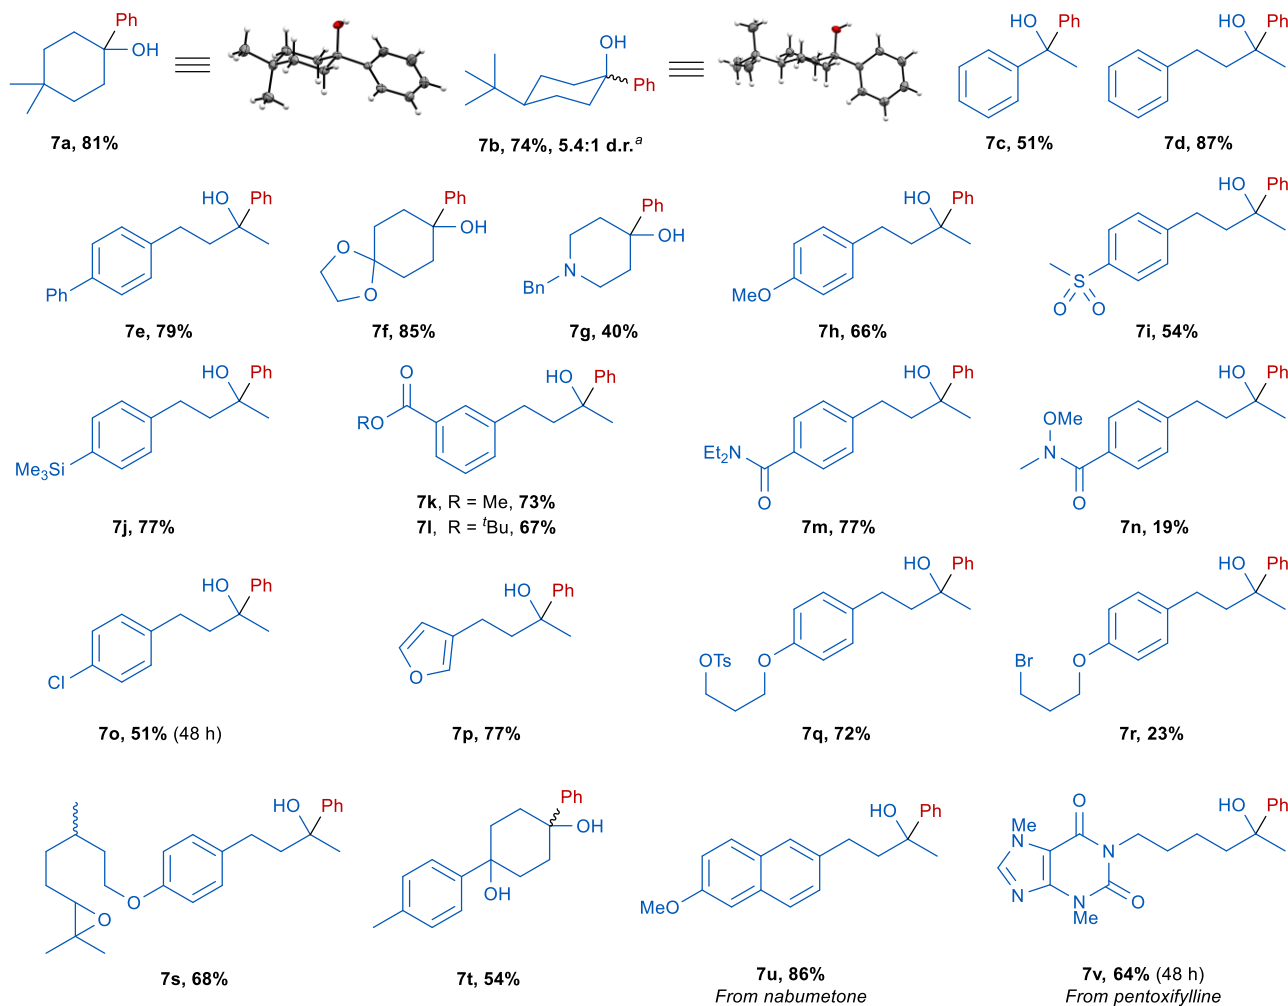 Ph
OH
7a, 81%
OH
Ph
7b, 74%, 5.4:1 d.r.a
HO Ph
7c, 51%
HO Ph
7d, 87%
HO Ph
Ph
7e, 79%
Ph
OH
O
O
7f, 85%
Ph
OH
N
Bn
7g, 40%
HO Ph
MeO
7h, 66%
HO Ph
S
O O
7i, 54%
HO Ph
Me3Si
7j, 77%
O
HO Ph
RO
7k, R = Me, 73%
7l, R = tBu, 67%
HO Ph
Et2N
O
7m, 77%
HO Ph
OMe
N
O
7n, 19%
HO Ph
Cl
7o, 51% (48 h)
HO Ph
O
7p, 77%
HO Ph
OTs O
7q, 72%
HO Ph
Br O
7r, 23%
HO Ph
O
O
7s, 68%
Ph
OH
OH
7t, 54%
HO Ph
MeO
7u, 86%
From nabumetone
O
HO Ph
Me
N
N
N
N
O
Me
7v, 64% (48 h)
From pentoxifylline